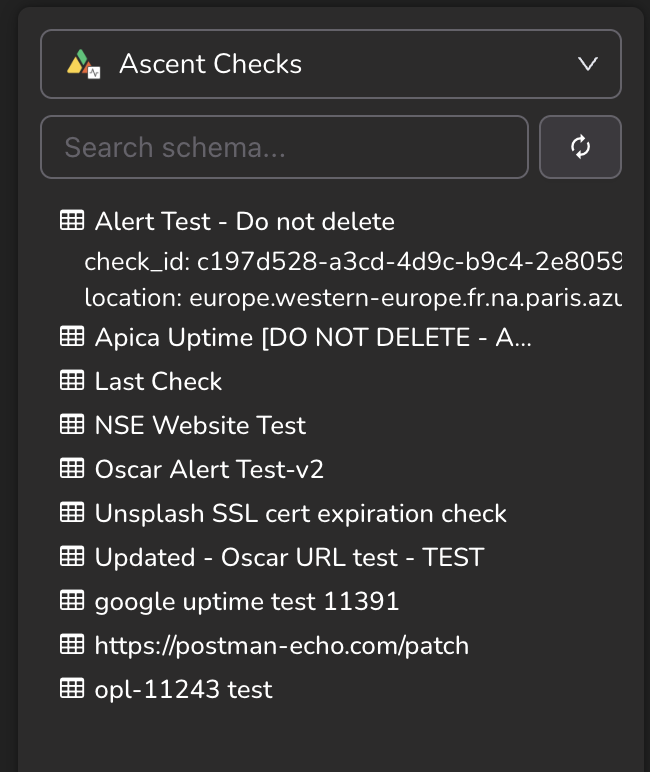 Ascent Checks
Search schema...
Alert Test - Do not delete
check_id: c197d528-a3cd-4d9c-b9c4-2e8059
location: europe.western-europe.fr.na.paris.azu
Apica Uptime [DO NOT DELETE - A...
Last Check
NSE Website Test
Oscar Alert Test-v2
Unsplash SSL cert expiration check
Updated - Oscar URL test - TEST
google uptime test 11391
https://postman-echo.com/patch
opl-11243 test